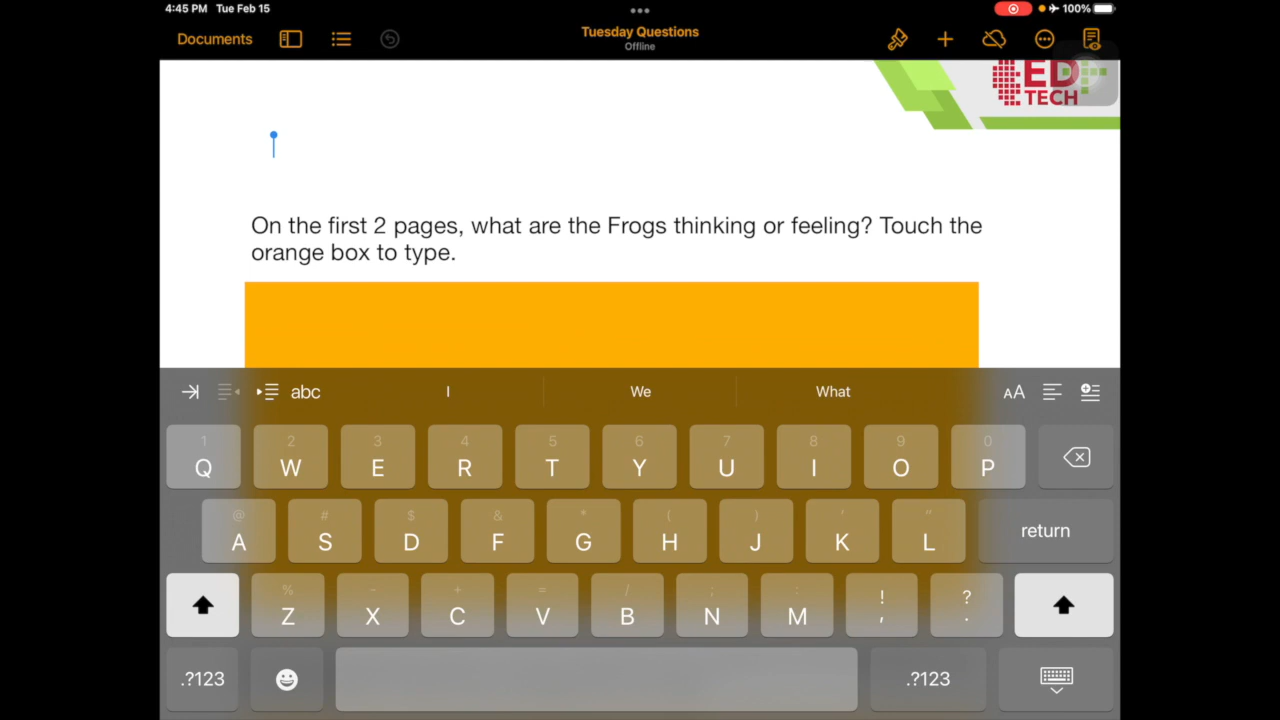 4:45 PM Tue Feb 15
100%
Documents
Tuesday Questions
Offline
ED
TECH
On the first 2 pages, what are the Frogs thinking or feeling? Touch the
orange box to type.
abc I We What AA
1 2 3 4 5 6 7 8 9 0
Q W E R T Y U I O P
@ # $ & * ( ) ' "
A S D F G H J K L return
% - + = / ; : ! ?
Z X C V B N M , .
.?123 .?123